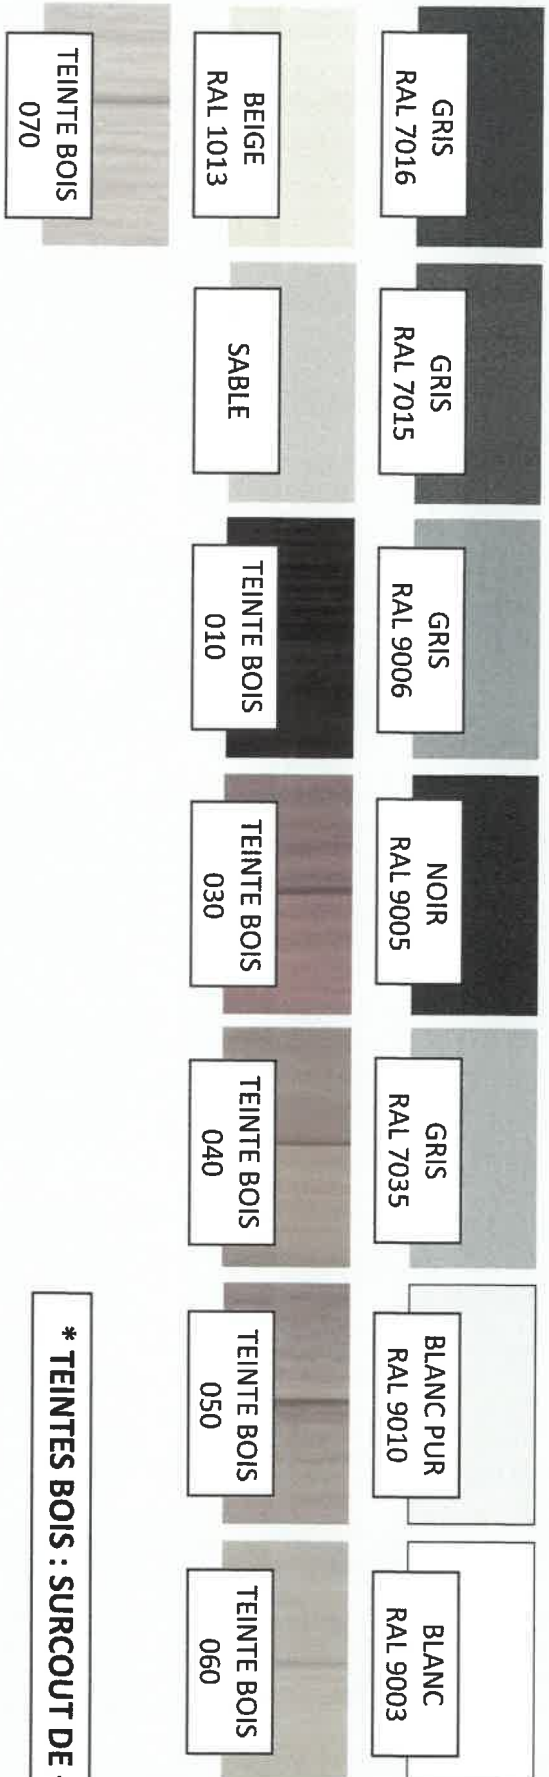 GRIS
RAL 7016
GRIS
RAL 7015
GRIS
RAL 9006
NOIR
RAL 9005
GRIS
RAL 7035
BLANC PUR
RAL 9010
BLANC
RAL 9003
BEIGE
RAL 1013
SABLE
TEINTE BOIS
010
TEINTE BOIS
030
TEINTE BOIS
040
TEINTE BOIS
050
TEINTE BOIS
060
TEINTE BOIS
070
* TEINTES BOIS : SURCOUT DE